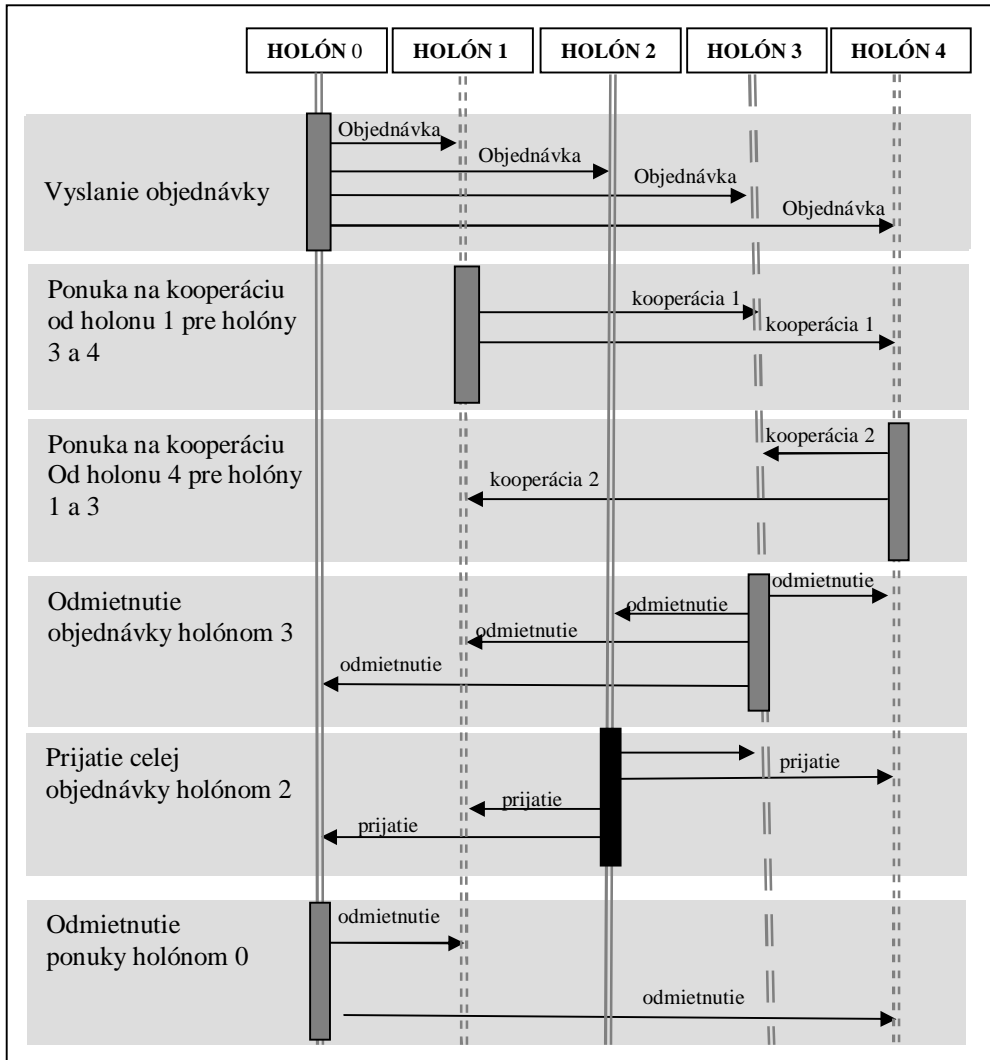 HOLÓN 0 HOLÓN 1 HOLÓN 2 HOLÓN 3 HOLÓN 4
Objednávka
Objednávka
Objednávka
Objednávka
Vyslanie objednávky
Ponuka na kooperáciu
od holonu 1 pre holóny
3 a 4
kooperácia 1
kooperácia 1
Ponuka na kooperáciu
Od holonu 4 pre holóny
1 a 3
kooperácia 2
kooperácia 2
Odmietnutie
objednávky holónom 3
odmietnutie
odmietnutie
odmietnutie
odmietnutie
Prijatie celej
objednávky holónom 2
prijatie
prijatie
prijatie
Odmietnutie
ponuky holónom 0
odmietnutie
odmietnutie